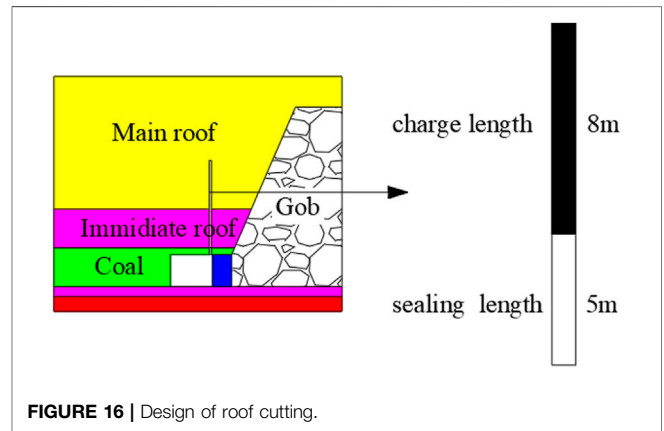 Main roof
Immidiate roof
Coal
Gob
charge length
8m
sealing length
5m
FIGURE 16 | Design of roof cutting.